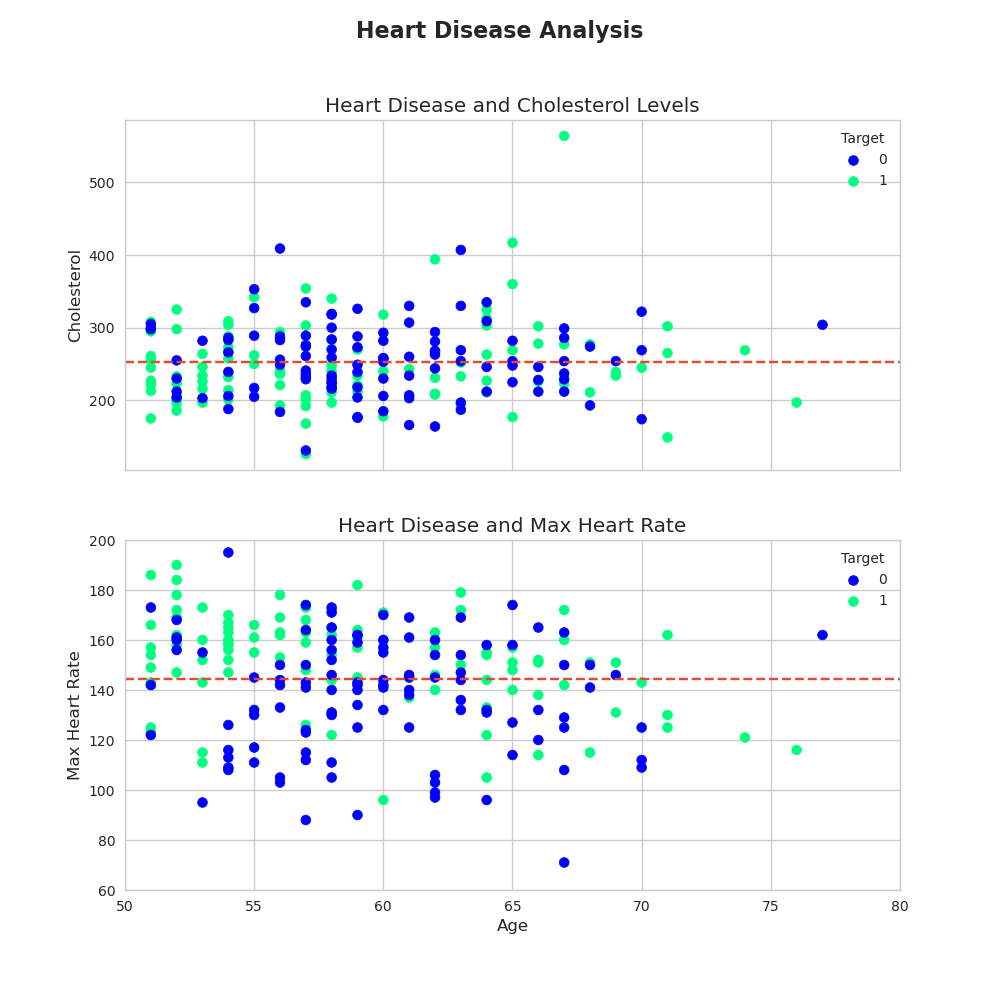 Heart Disease Analysis
Heart Disease and Cholesterol Levels
Target
0
1
Cholesterol
500
400
300
200
Heart Disease and Max Heart Rate
Target
0
1
Max Heart Rate
200
180
160
140
120
100
80
60
50 55 60 65 70 75 80
Age